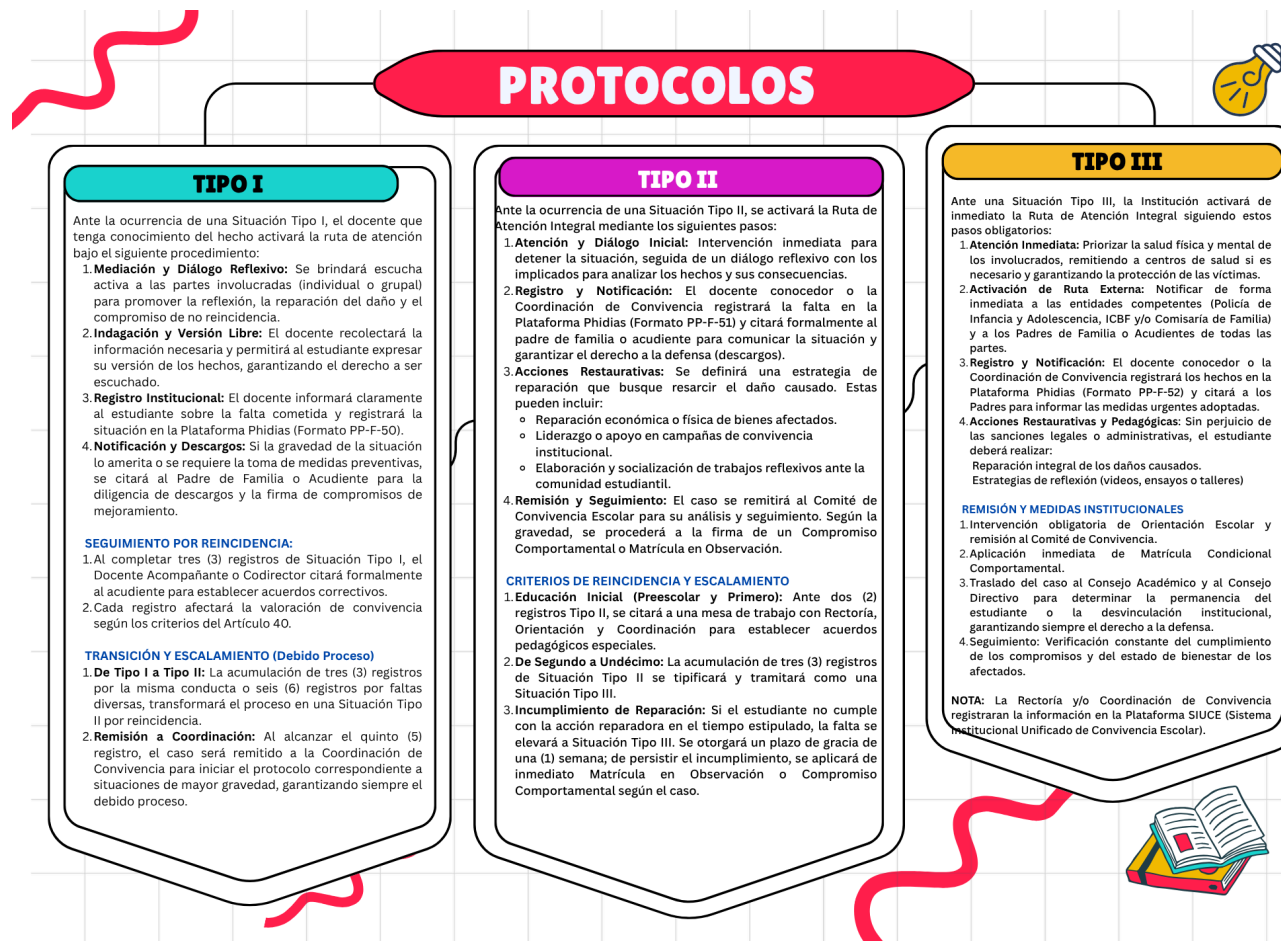 PROTOCOLOS
TIPO I
Ante la ocurrencia de una Situación Tipo I, el docente que
tenga conocimiento del hecho activará la ruta de atención
bajo el siguiente procedimiento:
1. Mediación y Diálogo Reflexivo: Se brindará escucha
activa a las partes involucradas (individual o grupal)
para promover la reflexión, la reparación del daño y el
compromiso de no reincidencia.
2. Indagación y Versión Libre: El docente recolectará la
información necesaria y permitirá al estudiante expresar
su versión de los hechos, garantizando el derecho a ser
escuchado.
3. Registro Institucional: El docente informará claramente
al estudiante sobre la falta cometida y registrará la
situación en la Plataforma Phidias (Formato PP-F-50).
4. Notificación y Descargos: Si la gravedad de la situación
lo amerita o se requiere la toma de medidas preventivas,
se citará al Padre de Familia o Acudiente para la
diligencia de descargos y la firma de compromisos de
mejoramiento.
SEGUIMIENTO POR REINCIDENCIA:
1. Al completar tres (3) registros de Situación Tipo I, el
Docente Acompañante o Codirector citará formalmente
al acudiente para establecer acuerdos correctivos.
2. Cada registro afectará la valoración de convivencia
según los criterios del Artículo 40.
TRANSICIÓN Y ESCALAMIENTO (Debido Proceso)
1. De Tipo I a Tipo II: La acumulación de tres (3) registros
por la misma conducta o seis (6) registros por faltas
diversas, transformará el proceso en una Situación Tipo
II por reincidencia.
2. Remisión a Coordinación: Al alcanzar el quinto (5)
registro, el caso será remitido a la Coordinación de
Convivencia para iniciar el protocolo correspondiente a
situaciones de mayor gravedad, garantizando siempre el
debido proceso.
TIPO II
Ante la ocurrencia de una Situación Tipo II, se activará la Ruta de
Atención Integral mediante los siguientes pasos:
1. Atención y Diálogo Inicial: Intervención inmediata para
detener la situación, seguida de un diálogo reflexivo con los
implicados para analizar los hechos y sus consecuencias.
2. Registro y Notificación: El docente conocedor o la
Coordinación de Convivencia registrará la falta en la
Plataforma Phidias (Formato PP-F-51) y citará formalmente al
padre de familia o acudiente para comunicar la situación y
garantizar el derecho a la defensa (descargos).
3. Acciones Restaurativas: Se definirá una estrategia de
reparación que busque resarcir el daño causado. Estas
pueden incluir:
Reparación económica o física de bienes afectados.
Liderazgo o apoyo en campañas de convivencia
institucional.
Elaboración y socialización de trabajos reflexivos ante la
comunidad estudiantil.
4. Remisión y Seguimiento: El caso se remitirá al Comité de
Convivencia Escolar para su análisis y seguimiento. Según la
gravedad, se procederá a la firma de un Compromiso
Comportamental o Matrícula en Observación.
CRITERIOS DE REINCIDENCIA Y ESCALAMIENTO
1. Educación Inicial (Preescolar y Primero): Ante dos (2)
registros Tipo II, se citará a una mesa de trabajo con Rectoría,
Orientación y Coordinación para establecer acuerdos
pedagógicos especiales.
2. De Segundo a Undécimo: La acumulación de tres (3) registros
de Situación Tipo II se tipificará y tramitará como una
Situación Tipo III.
3. Incumplimiento de Reparación: Si el estudiante no cumple
con la acción reparadora en el tiempo estipulado, la falta se
elevará a Situación Tipo III. Se otorgará un plazo de gracia de
una (1) semana; de persistir el incumplimiento, se aplicará de
inmediato Matrícula en Observación o Compromiso
Comportamental según el caso.
TIPO III
Ante una Situación Tipo III, la Institución activará de
inmediato la Ruta de Atención Integral siguiendo estos
pasos obligatorios:
1. Atención Inmediata: Priorizar la salud física y mental de
los involucrados, remitiendo a centros de salud si es
necesario y garantizando la protección de las víctimas.
2. Activación de Ruta Externa: Notificar de forma
inmediata a las entidades competentes (Policía de
Infancia y Adolescencia, ICBF y/o Comisaría de Familia)
y a los Padres de Familia o Acudientes de todas las
partes.
3. Registro y Notificación: El docente conocedor o la
Coordinación de Convivencia registrará los hechos en la
Plataforma Phidias (Formato PP-F-52) y citará a los
Padres para informar las medidas urgentes adoptadas.
4. Acciones Restaurativas y Pedagógicas: Sin perjuicio de
las sanciones legales o administrativas, el estudiante
deberá realizar:
Reparación integral de los daños causados.
Estrategias de reflexión (videos, ensayos o talleres)
REMISIÓN Y MEDIDAS INSTITUCIONALES
1. Intervención obligatoria de Orientación Escolar y
remisión al Comité de Convivencia.
2. Aplicación inmediata de Matrícula Condicional
Comportamental.
3. Traslado del caso al Consejo Académico y al Consejo
Directivo para determinar la permanencia del
estudiante o la desvinculación institucional,
garantizando siempre el derecho a la defensa.
4. Seguimiento: Verificación constante del cumplimiento
de los compromisos y del estado de bienestar de los
afectados.
NOTA: La Rectoría y/o Coordinación de Convivencia
registraran la información en la Plataforma SIUCE (Sistema
Institucional Unificado de Convivencia Escolar).